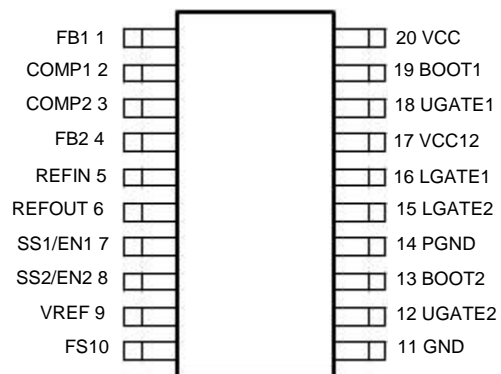 FB1 1
COMP1 2
COMP2 3
FB2 4
REFIN 5
REFOUT 6
SS1/EN1 7
SS2/EN2 8
VREF 9
FS10
20 VCC
19 BOOT1
18 UGATE1
17 VCC12
16 LGATE1
15 LGATE2
14 PGND
13 BOOT2
12 UGATE2
11 GND